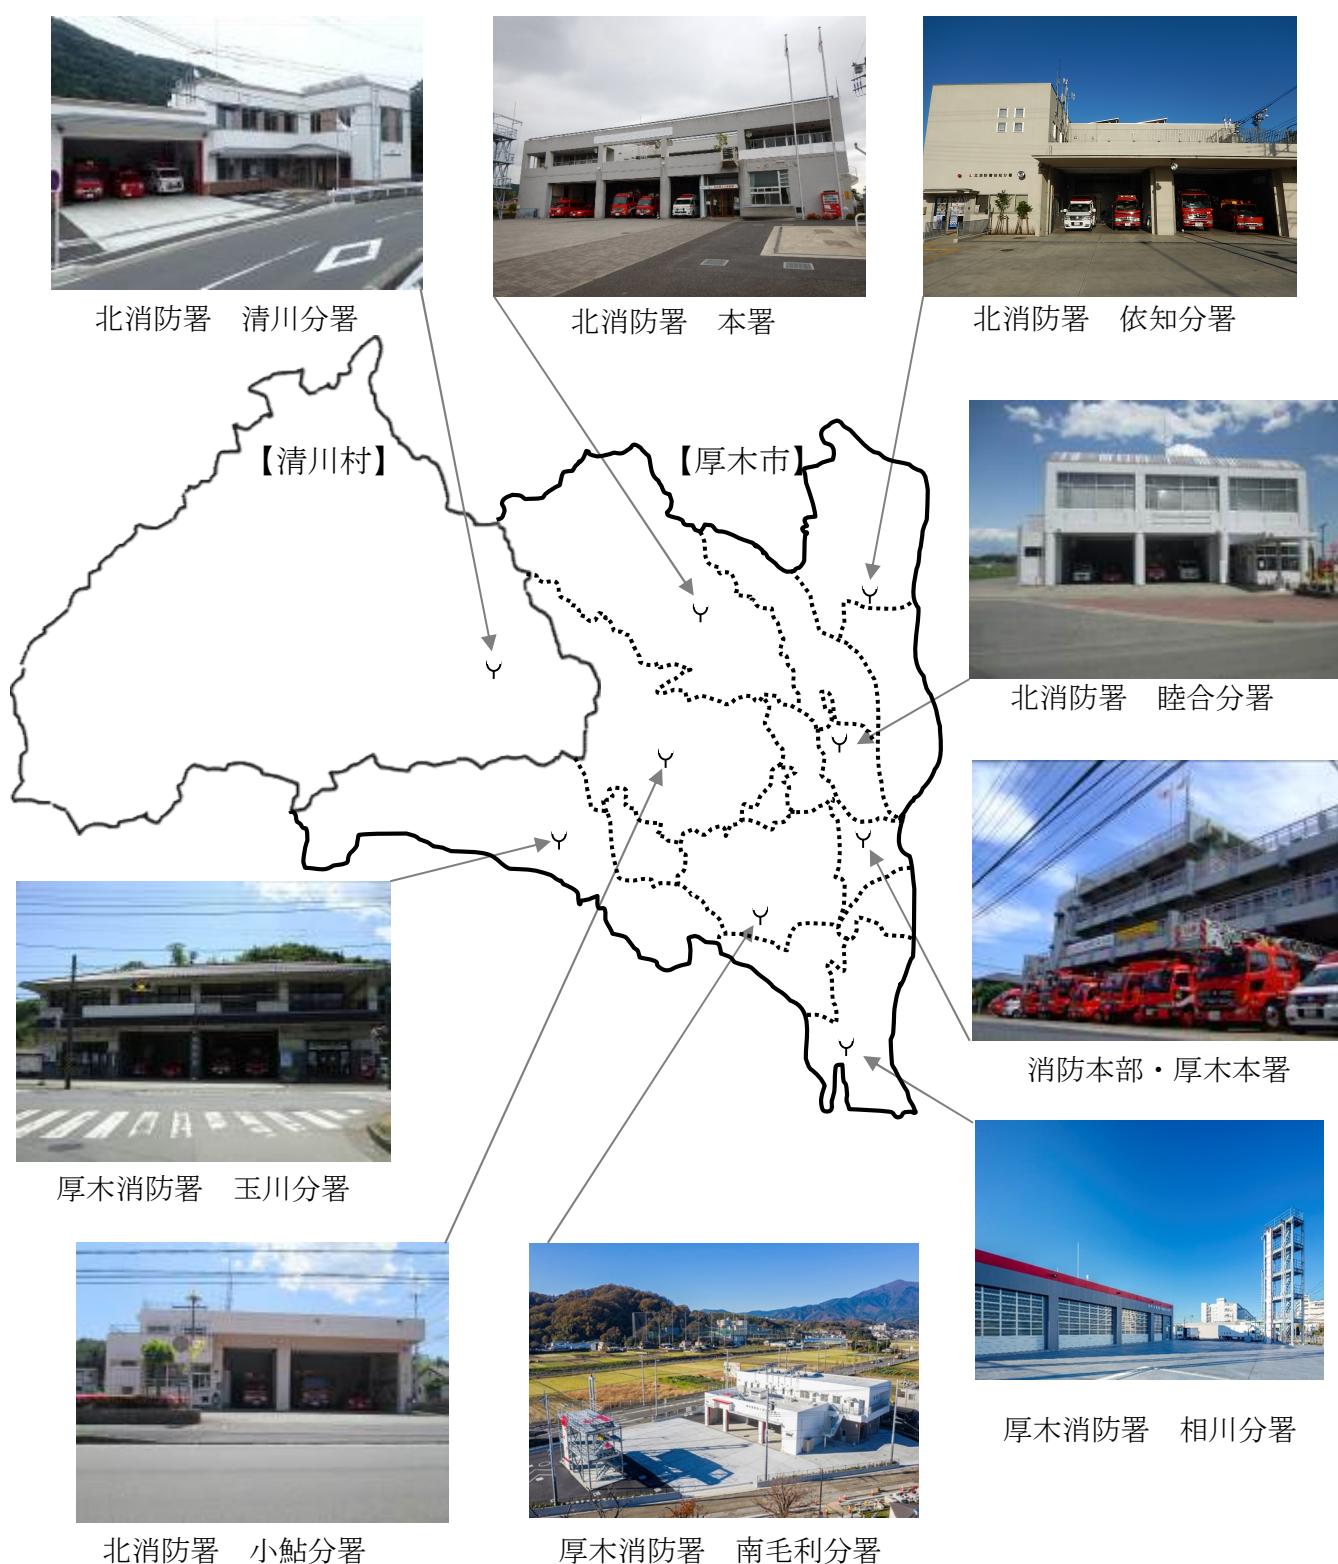 北消防署　清川分署
北消防署　本署
北消防署　依知分署
【清川村】
【厚木市】
北消防署　睦合分署
消防本部・厚木本署
厚木消防署　玉川分署
厚木消防署　相川分署
北消防署　小鮎分署
厚木消防署　南毛利分署